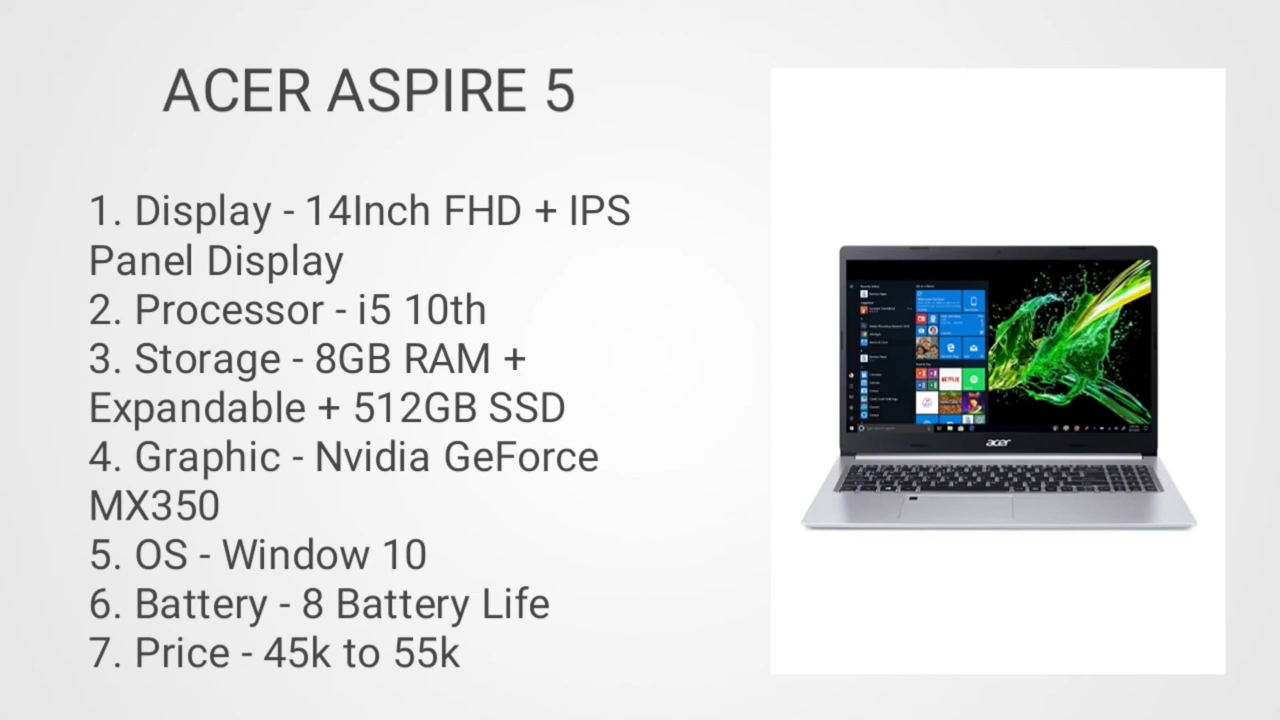 ACER ASPIRE 5
1. Display - 14Inch FHD + IPS
Panel Display
2. Processor - i5 10th
3. Storage - 8GB RAM +
Expandable + 512GB SSD
4. Graphic - Nvidia GeForce
MX350
5. OS - Window 10
6. Battery - 8 Battery Life
7. Price - 45k to 55k
NETFLIX
acer